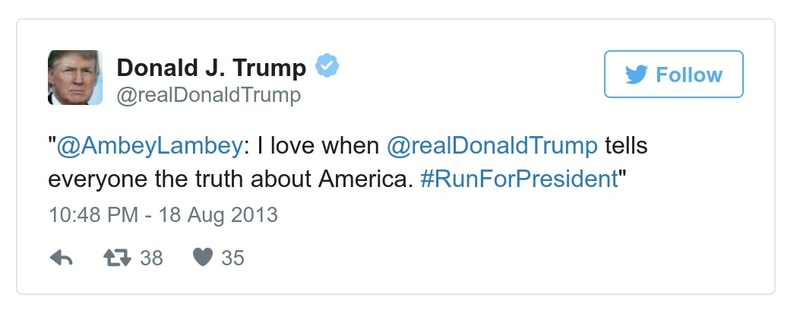 Donald J. Trump
@realDonaldTrump
Follow
"@AmbeyLambey: I love when @realDonaldTrump tells
everyone the truth about America. #RunForPresident"
10:48 PM - 18 Aug 2013
38 35